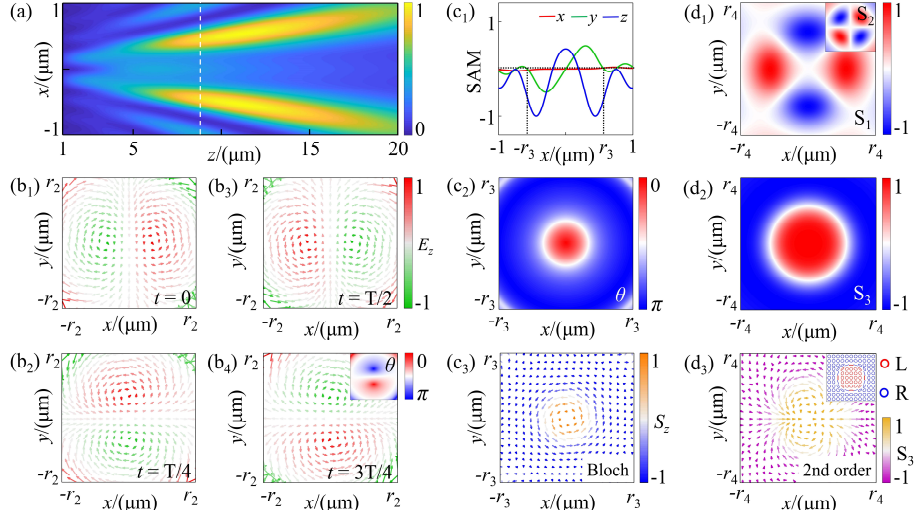 (a)
x/(μm)
1
-1
1
5
10
15
20
z/(μm)
1
0
(c1)
SAM
1
-1
x
y
z
-1
-r3
x/(μm)
r3
1
(d1)
y/(μm)
r4
-r4
S2
S1
-r4
x/(μm)
r4
1
-1
(b1)
y/(μm)
r2
-r2
t = 0
-r2
x/(μm)
r2
(b3)
y/(μm)
r2
-r2
t = T/2
-r2
x/(μm)
r2
1
Ez
-1
(c2)
y/(μm)
r3
-r3
θ
-r3
x/(μm)
r3
0
π
(d2)
y/(μm)
r4
-r4
S3
-r4
x/(μm)
r4
1
-1
(b2)
y/(μm)
r2
-r2
t = T/4
-r2
x/(μm)
r2
(b4)
y/(μm)
r2
-r2
θ
t = 3T/4
-r2
x/(μm)
r2
0
π
(c3)
y/(μm)
r3
-r3
Bloch
-r3
x/(μm)
r3
1
Sz
-1
(d3)
y/(μm)
r4
-r4
2nd order
-r4
x/(μm)
r4
L
R
1
S3
-1